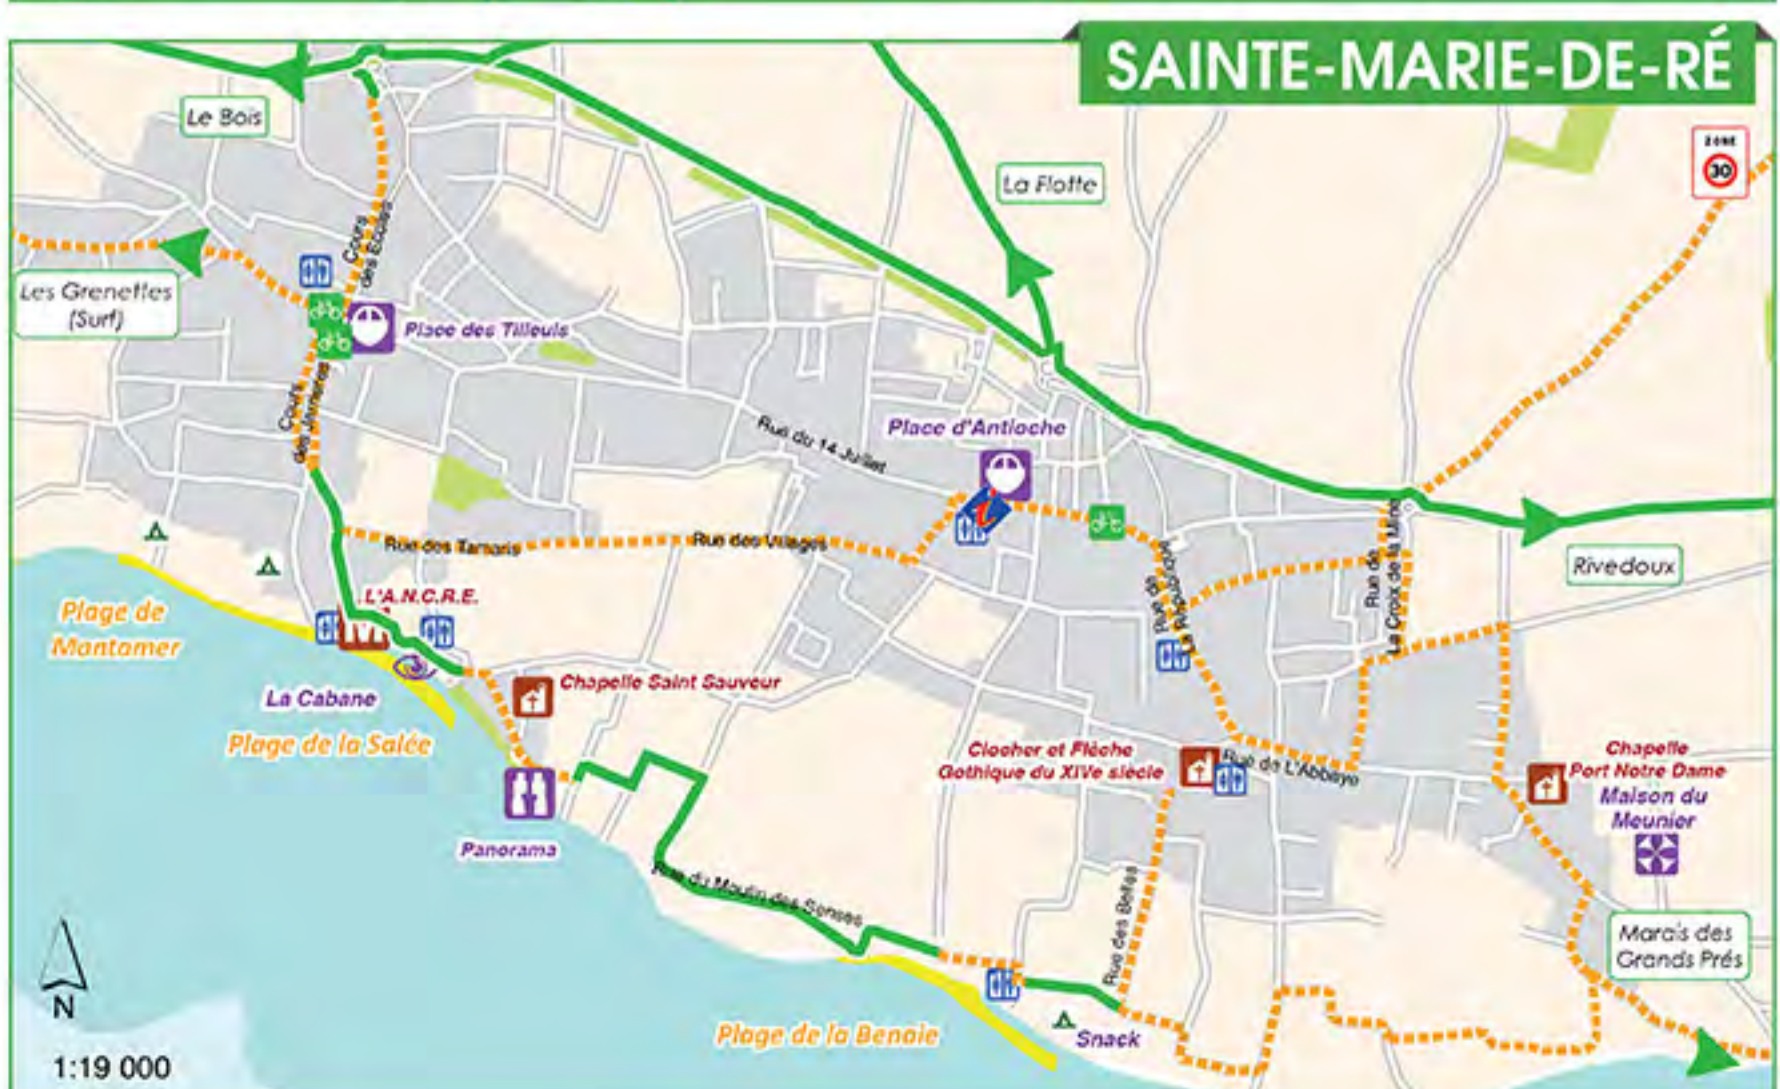 SAINTE-MARIE-DE-RÉ
Le Bois
ZONE
30
La Flotte
Cours
des Ecoles
Les Grenettes
(Surf)
Place des Tilleuls
Cours
des Jarreres
Rue du 14 Juillet
Place d'Antioche
i
Rue des Tamaris
Rue des Villages
Rue de
La République
Rue de
La Croix de la Mine
Rivedoux
L'A.N.C.R.E.
Plage de
Montamer
La Cabane
Plage de la Salée
Chapelle Saint Sauveur
Clocher et Flèche
Gothique du XIVe siècle
Rue de L'Abbaye
Chapelle
Port Notre Dame
Maison du
Meunier
Panorama
Rue du Moulin des Sonses
Rue des Beffas
Marais des
Grands Prés
N
Plage de la Benaie
Snack
1:19 000